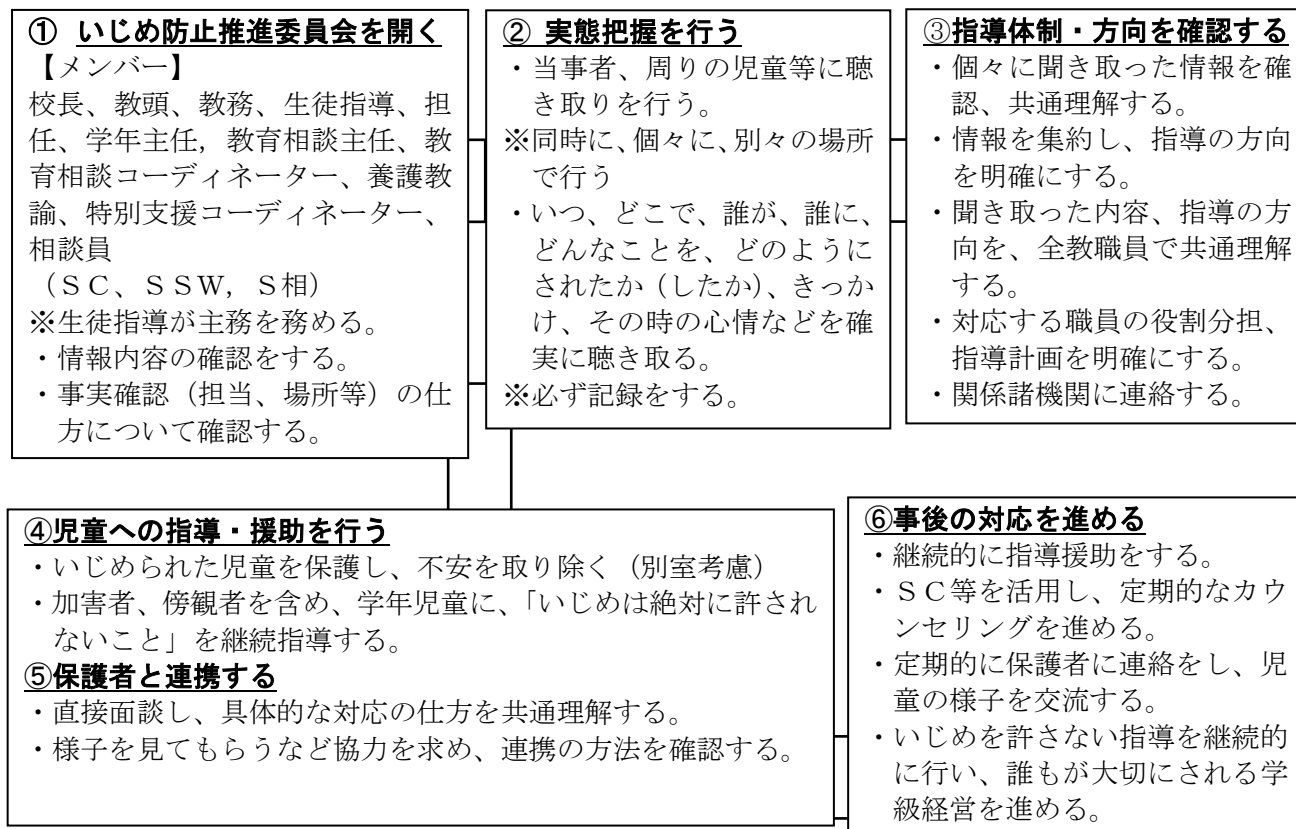 ① いじめ防止推進委員会を開く
【メンバー】
校長、教頭、教務、生徒指導、担
任、学年主任，教育相談主任、教
育相談コーディネーター、養護教
諭、特別支援コーディネーター、
相談員
（ＳＣ、ＳＳＷ，Ｓ相）
※生徒指導が主務を務める。
・情報内容の確認をする。
・事実確認（担当、場所等）の仕
方について確認する。
② 実態把握を行う
・当事者、周りの児童等に聴
き取りを行う。
※同時に、個々に、別々の場所
で行う
・いつ、どこで、誰が、誰に、
どんなことを、どのように
されたか（したか）、きっか
け、その時の心情などを確
実に聴き取る。
※必ず記録をする。
③指導体制・方向を確認する
・個々に聞き取った情報を確
認、共通理解する。
・情報を集約し、指導の方向
を明確にする。
・聞き取った内容、指導の方
向を、全教職員で共通理解
する。
・対応する職員の役割分担、
指導計画を明確にする。
・関係諸機関に連絡する。
④児童への指導・援助を行う
・いじめられた児童を保護し、不安を取り除く（別室考慮）
・加害者、傍観者を含め、学年児童に、「いじめは絶対に許され
ないこと」を継続指導する。
⑤保護者と連携する
・直接面談し、具体的な対応の仕方を共通理解する。
・様子を見てもらうなど協力を求め、連携の方法を確認する。
⑥事後の対応を進める
・継続的に指導援助をする。
・ＳＣ等を活用し、定期的なカウ
ンセリングを進める。
・定期的に保護者に連絡をし、児
童の様子を交流する。
・いじめを許さない指導を継続的
に行い、誰もが大切にされる学
級経営を進める。